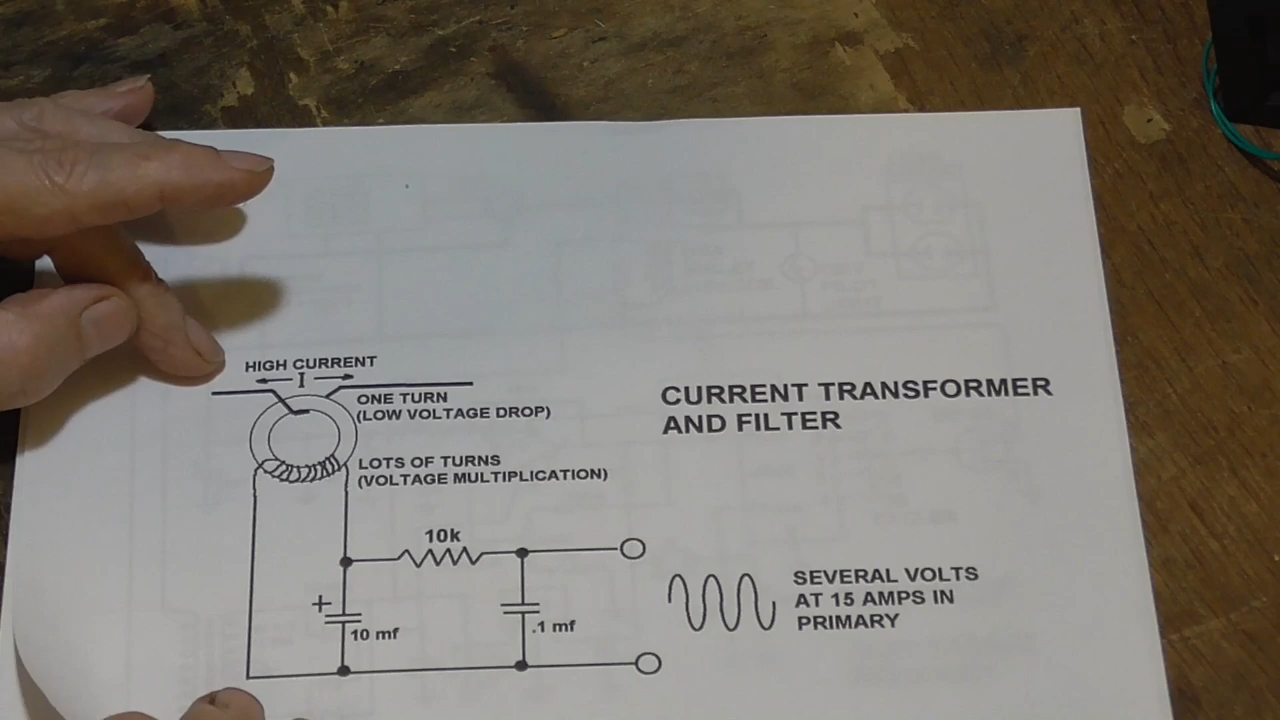 HIGH CURRENT
I
ONE TURN
(LOW VOLTAGE DROP)
CURRENT TRANSFORMER
AND FILTER
LOTS OF TURNS
(VOLTAGE MULTIPLICATION)
10k
+
10 mf
.1 mf
SEVERAL VOLTS
AT 15 AMPS IN
PRIMARY